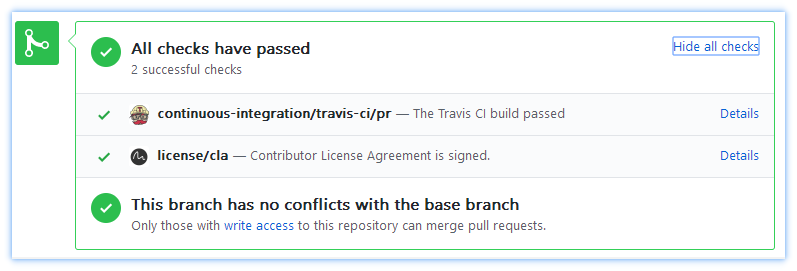 All checks have passed
Hide all checks
2 successful checks
continuous-integration/travis-ci/pr — The Travis CI build passed
Details
license/cla — Contributor License Agreement is signed.
Details
This branch has no conflicts with the base branch
Only those with write access to this repository can merge pull requests.